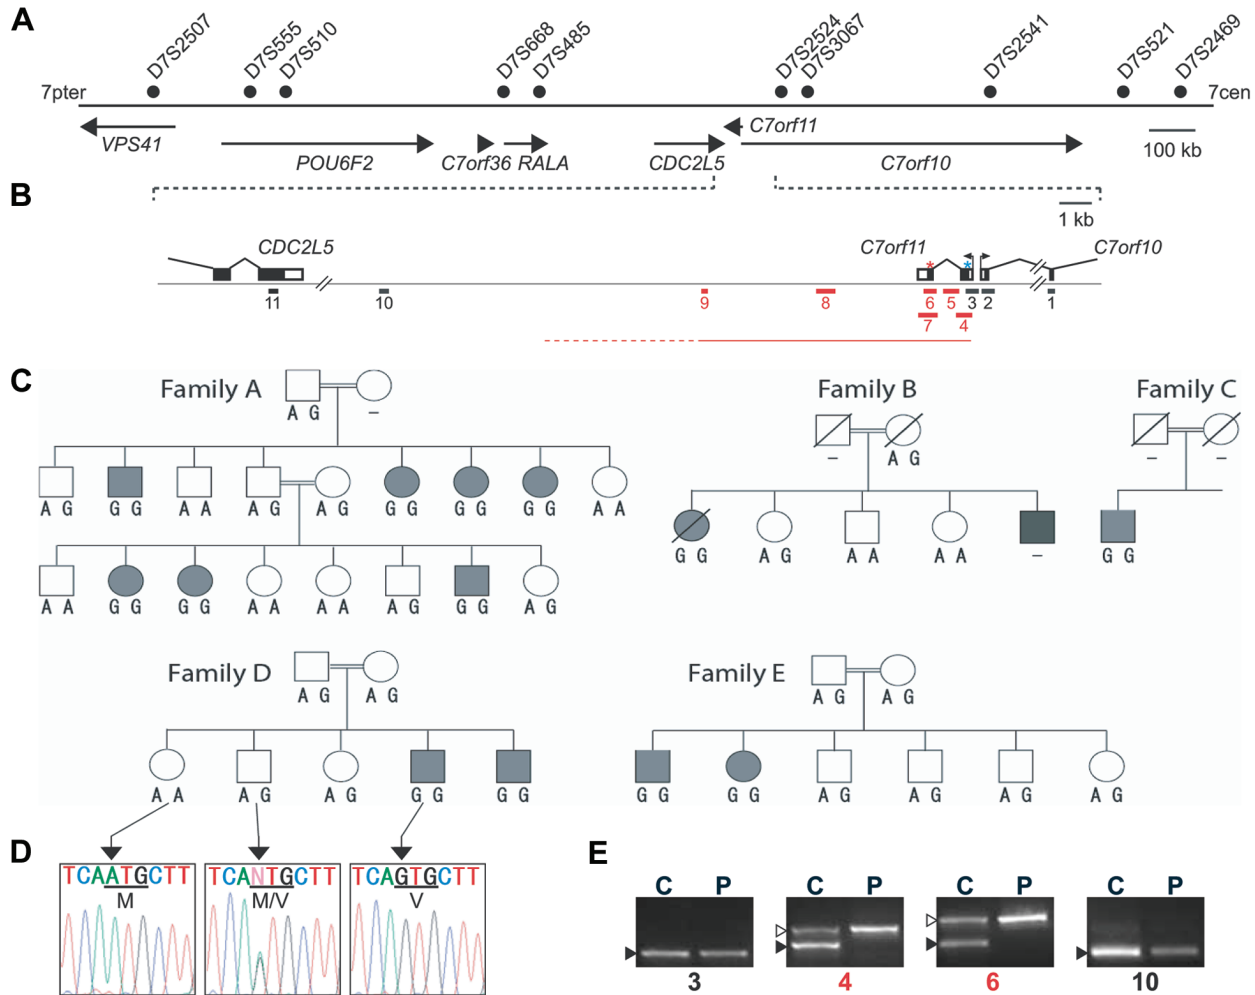 A
D7S2507 D7S555 D7S510 D7S668 D7S485 D7S2524 D7S3067 D7S2541 D7S521 D7S2469
7pter 7cen
VPS41 POU6F2 C7orf36 RALA CDC2L5 C7orf11 C7orf10 100 kb
B
1 kb
CDC2L5 C7orf11 C7orf10
* *
11 10 9 8 6 5 3 2 1
7 4
C
Family A Family B Family C
A G –
– A G
– –
A G G G A A A G A G G G G G G G A A
G G A G A A A A –
G G
A A G G G G A A A A A G G G A G
Family D Family E
A G A G
A G A G
A A A G A G G G G G
G G G G A G A G A G A G
D
TCAATGCTT TCANTGCTT TCAGTGCTT
M M/V V
E
C P C P C P C P
3 4 6 10